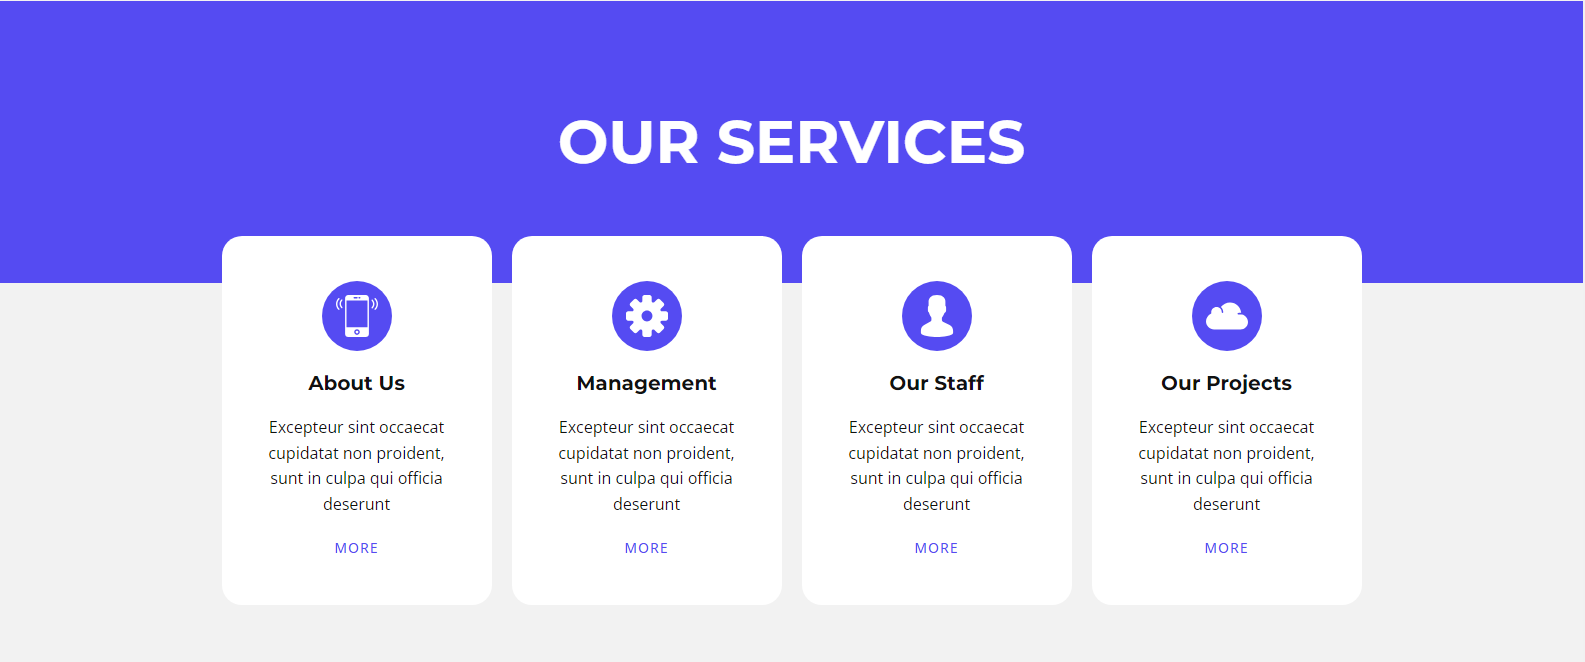 OUR SERVICES
About Us
Excepteur sint occaecat
cupidatat non proident,
sunt in culpa qui officia
deserunt
MORE
Management
Excepteur sint occaecat
cupidatat non proident,
sunt in culpa qui officia
deserunt
MORE
Our Staff
Excepteur sint occaecat
cupidatat non proident,
sunt in culpa qui officia
deserunt
MORE
Our Projects
Excepteur sint occaecat
cupidatat non proident,
sunt in culpa qui officia
deserunt
MORE